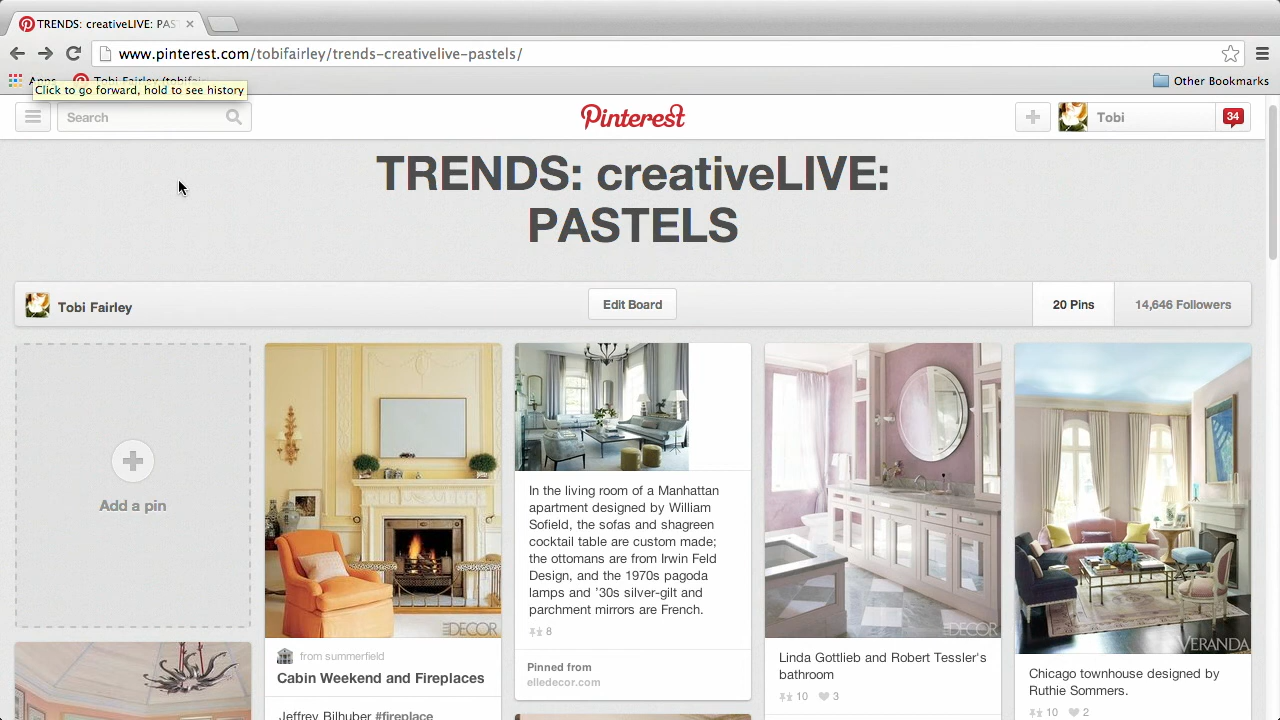 TRENDS: creativeLIVE: PAS
www.pinterest.com/tobifairley/trends-creativelive-pastels/
Apps
Tobi Fairley (tobifai
Other Bookmarks
Click to go forward, hold to see history
Search
Pinterest
Tobi
34
TRENDS: creativeLIVE:
PASTELS
Tobi Fairley
Edit Board
20 Pins
14,646 Followers
Add a pin
DECOR
from summerfield
Cabin Weekend and Fireplaces
Jeffrey Bilhuber #fireplace
In the living room of a Manhattan
apartment designed by William
Sofield, the sofas and shagreen
cocktail table are custom made;
the ottomans are from Irwin Feld
Design, and the 1970s pagoda
lamps and '30s silver-gilt and
parchment mirrors are French.
8
Pinned from
elledecor.com
DECOR
Linda Gottlieb and Robert Tessler's
bathroom
10 3
VERANDA
Chicago townhouse designed by
Ruthie Sommers.
10 2